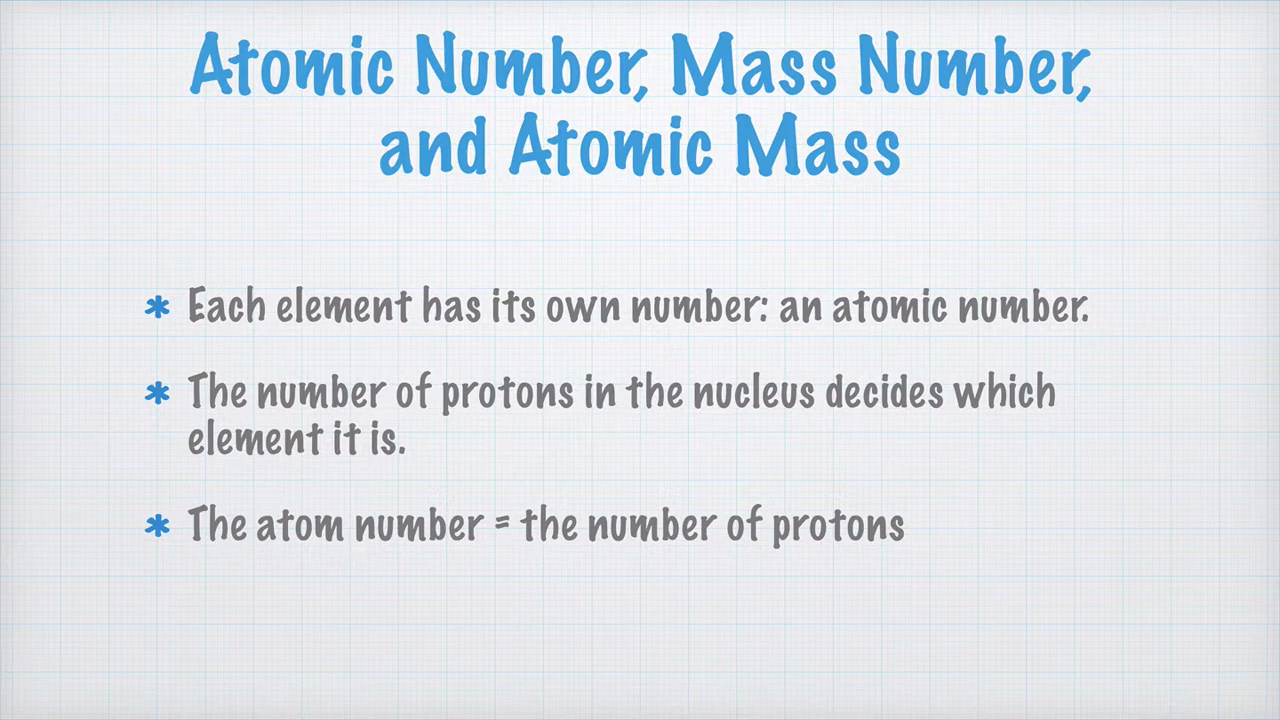 Atomic Number, Mass Number,
and Atomic Mass
* Each element has its own number: an atomic number.
* The number of protons in the nucleus decides which
element it is.
* The atom number = the number of protons